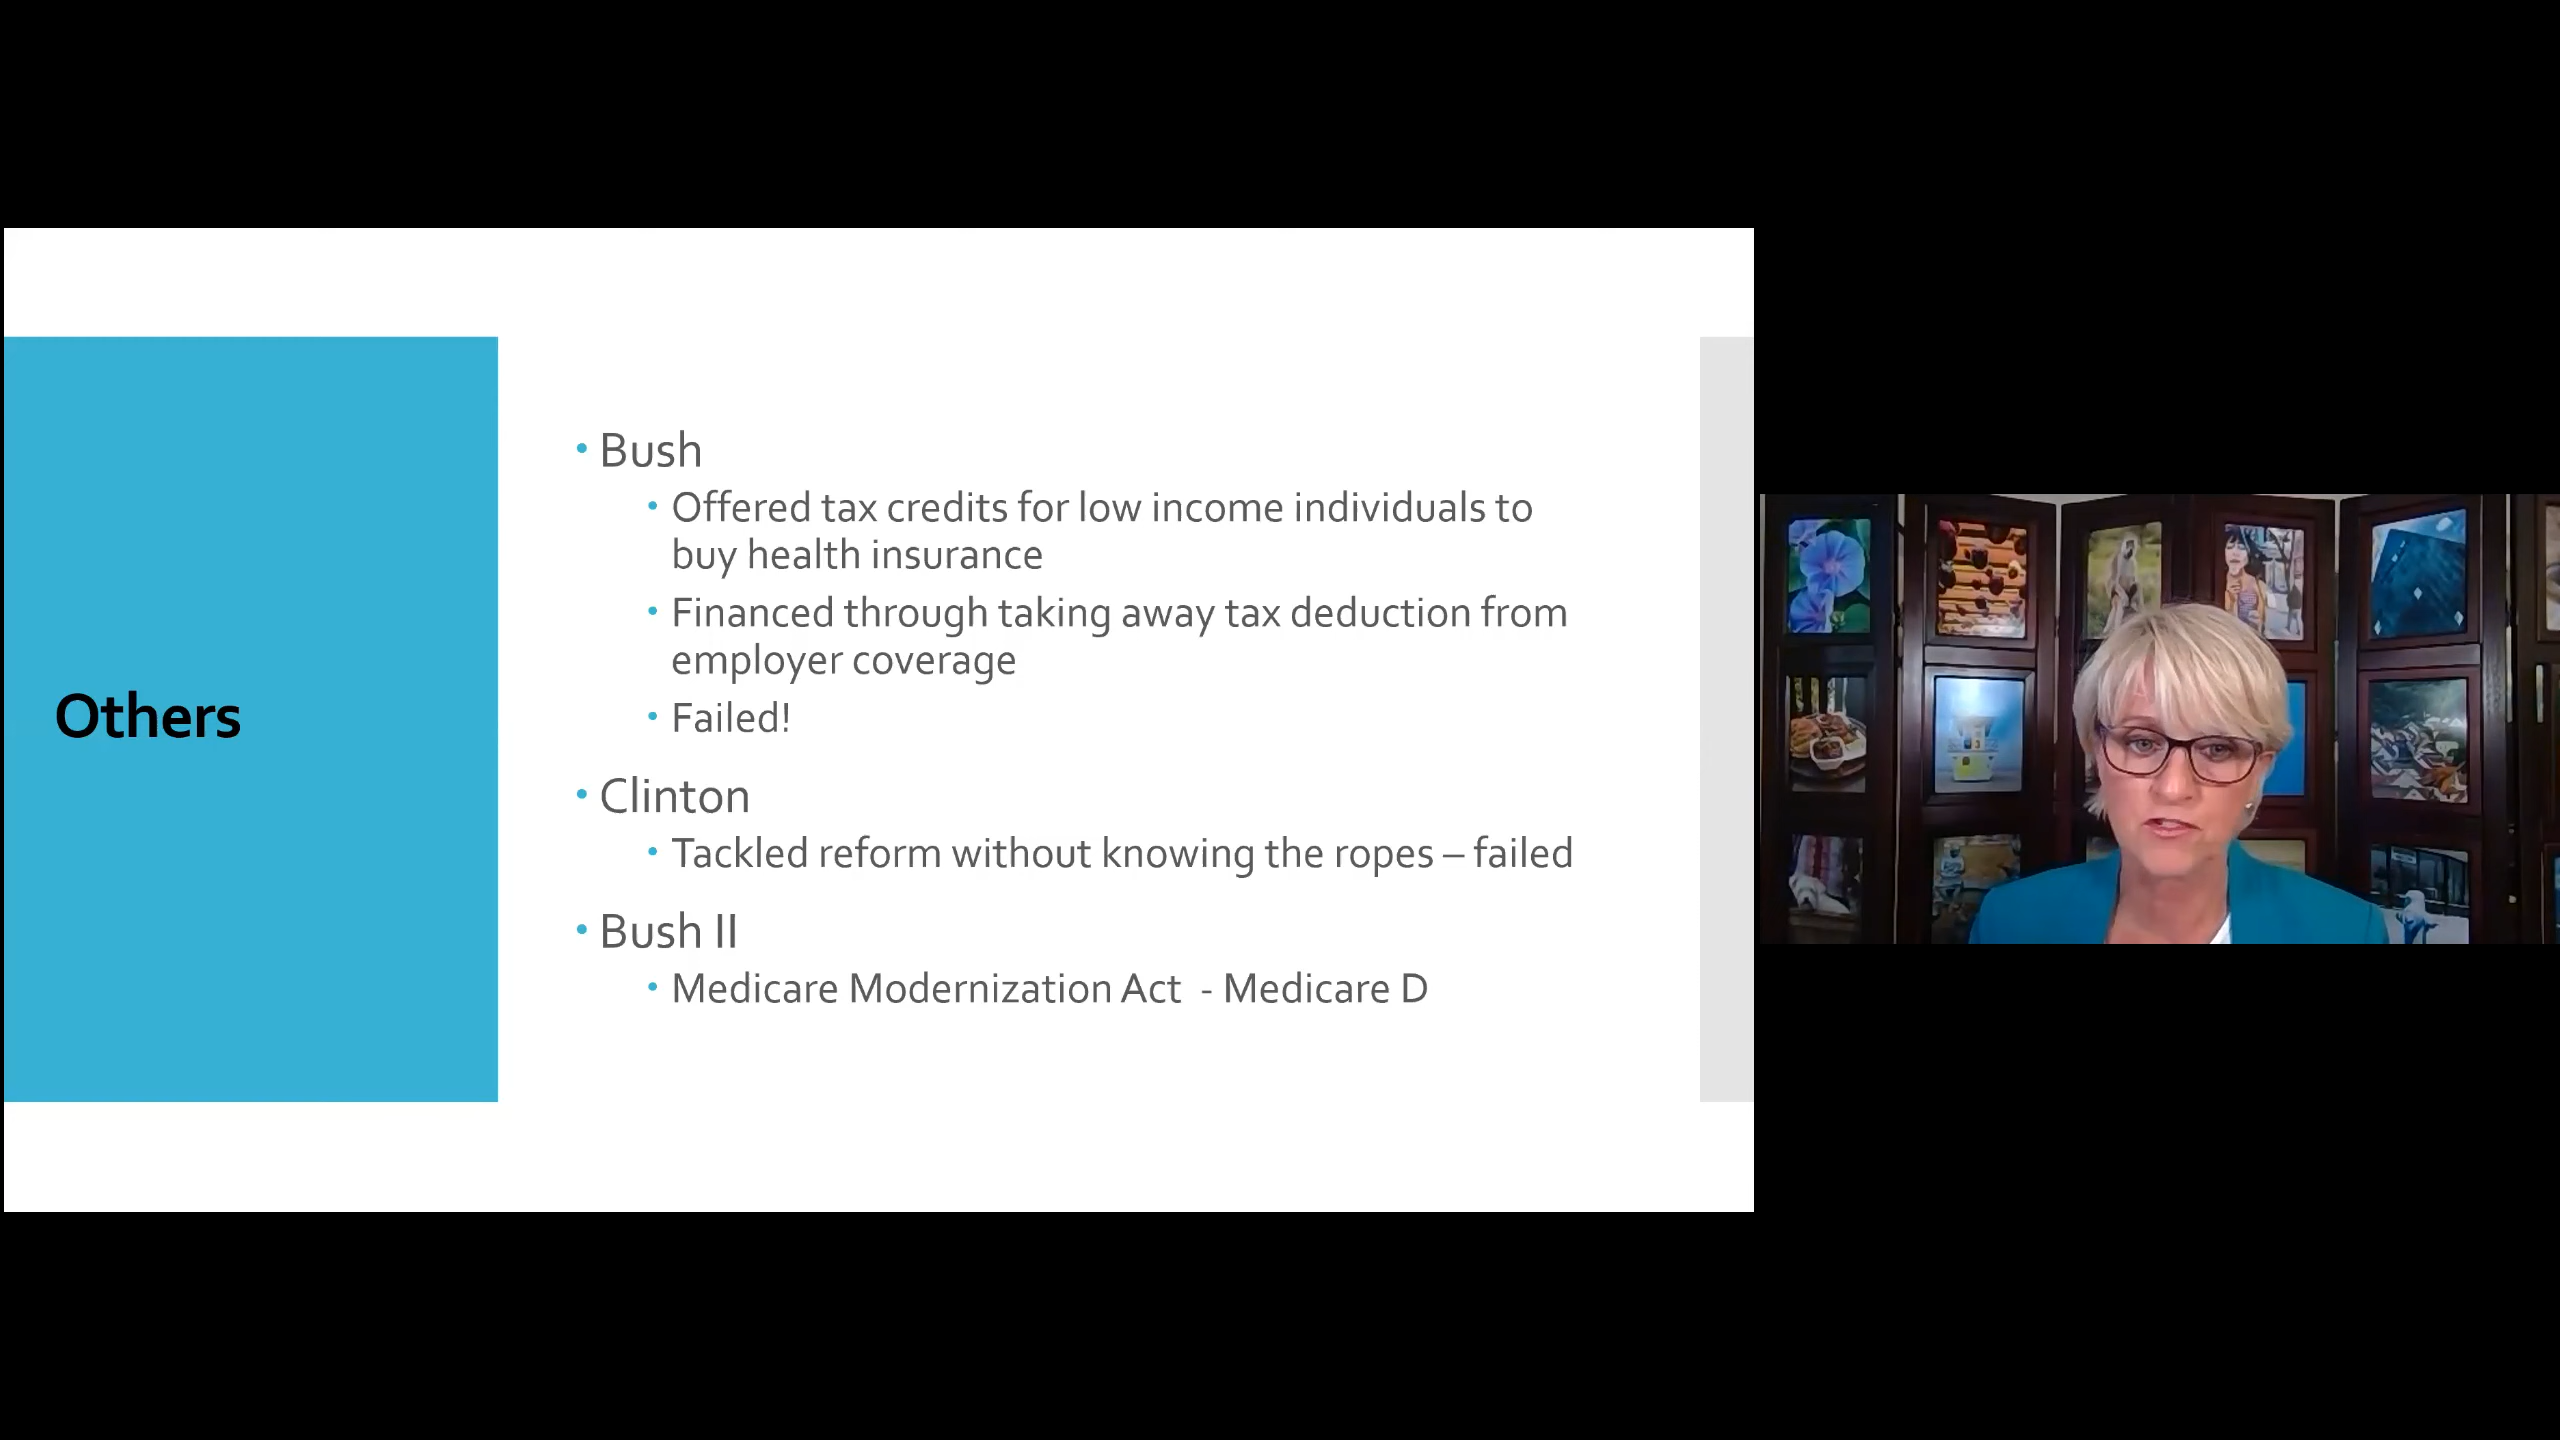 Others
• Bush
• Offered tax credits for low income individuals to
buy health insurance
• Financed through taking away tax deduction from
employer coverage
• Failed!
• Clinton
• Tackled reform without knowing the ropes – failed
• Bush II
• Medicare Modernization Act  - Medicare D